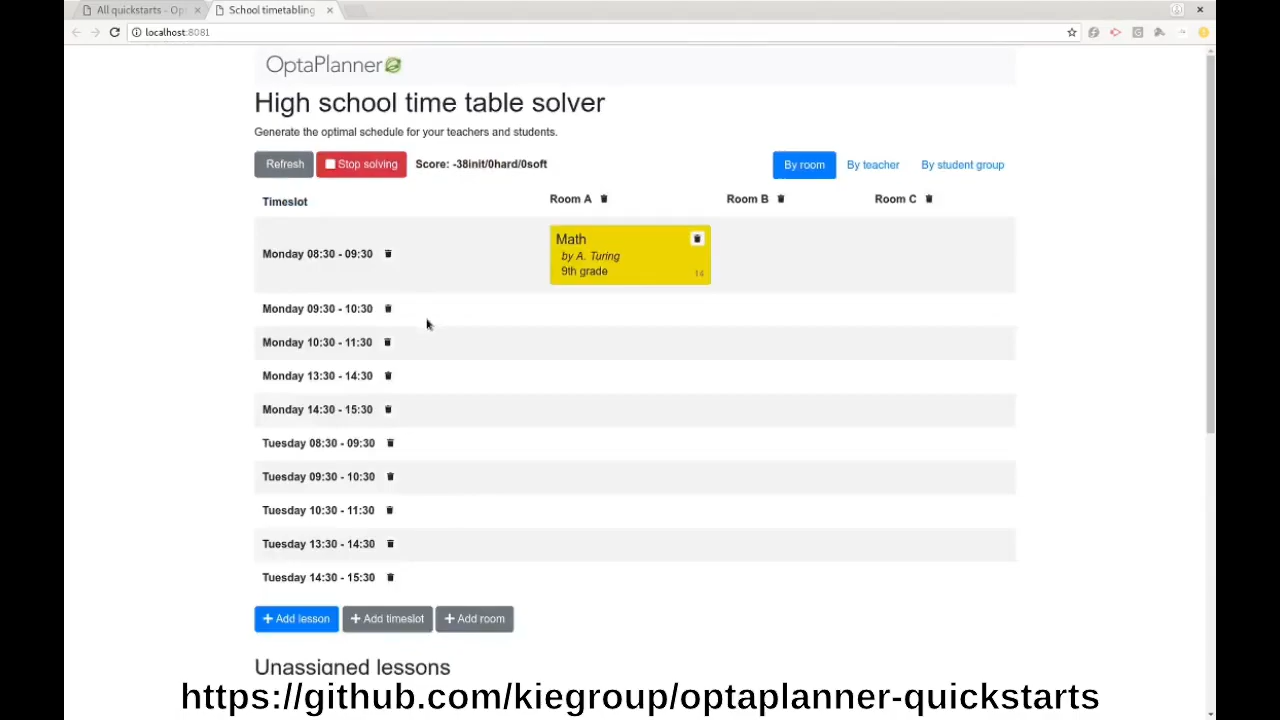 All quickstarts - Op
School timetabling
localhost:8081
OptaPlanner
High school time table solver
Generate the optimal schedule for your teachers and students.
Refresh Stop solving Score: -38init/0hard/0soft By room By teacher By student group
Timeslot Room A Room B Room C
Monday 08:30 - 09:30
Math
by A. Turing
9th grade 14
Monday 09:30 - 10:30
Monday 10:30 - 11:30
Monday 13:30 - 14:30
Monday 14:30 - 15:30
Tuesday 08:30 - 09:30
Tuesday 09:30 - 10:30
Tuesday 10:30 - 11:30
Tuesday 13:30 - 14:30
Tuesday 14:30 - 15:30
Add lesson Add timeslot Add room
Unassigned lessons
https://github.com/kiegroup/optaplanner-quickstarts